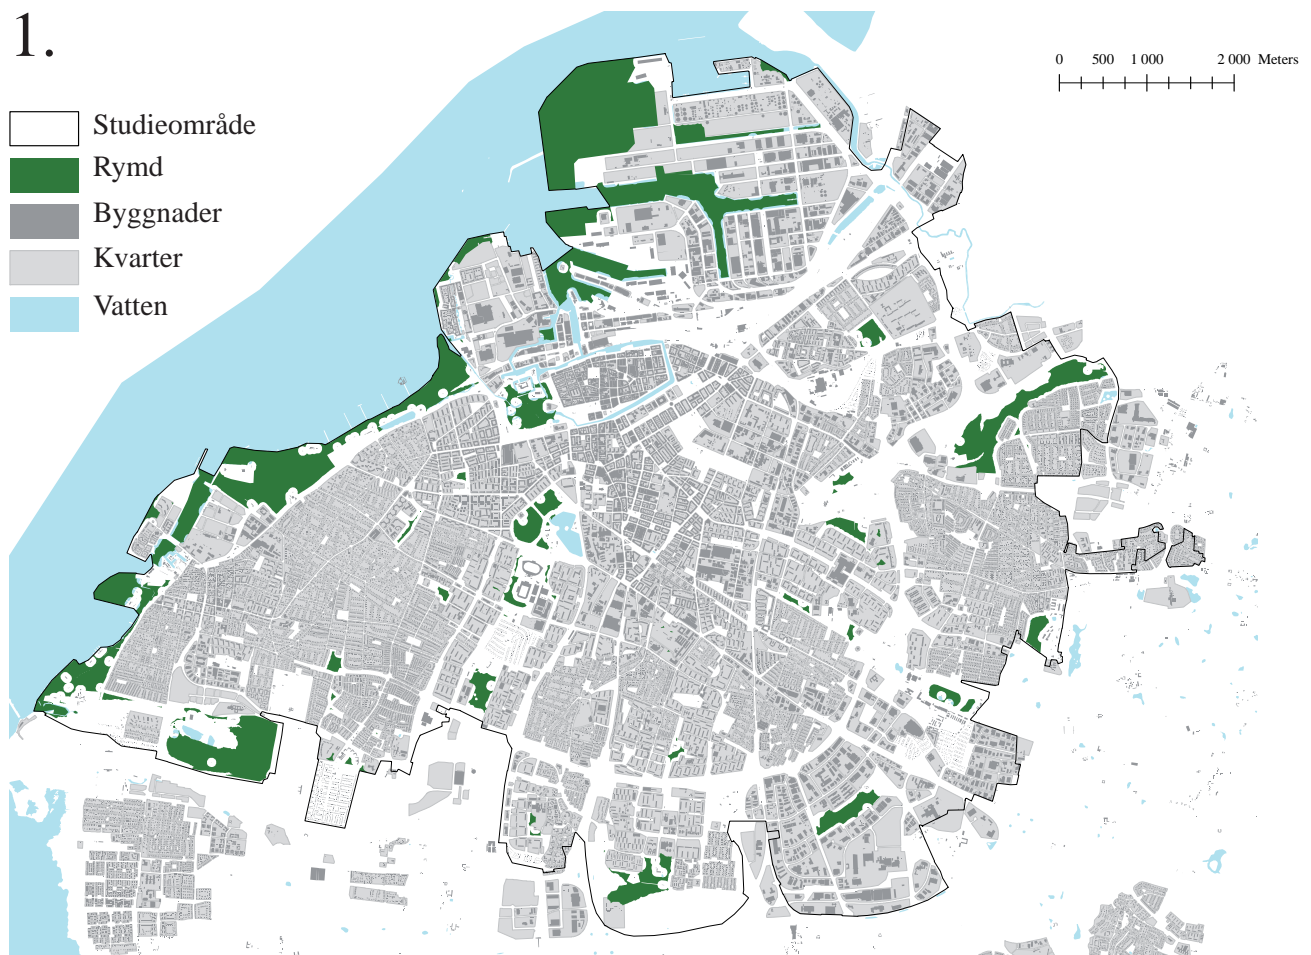 1.
0 500 1 000 2 000 Meters
Studieområde
Rymd
Byggnader
Kvarter
Vatten